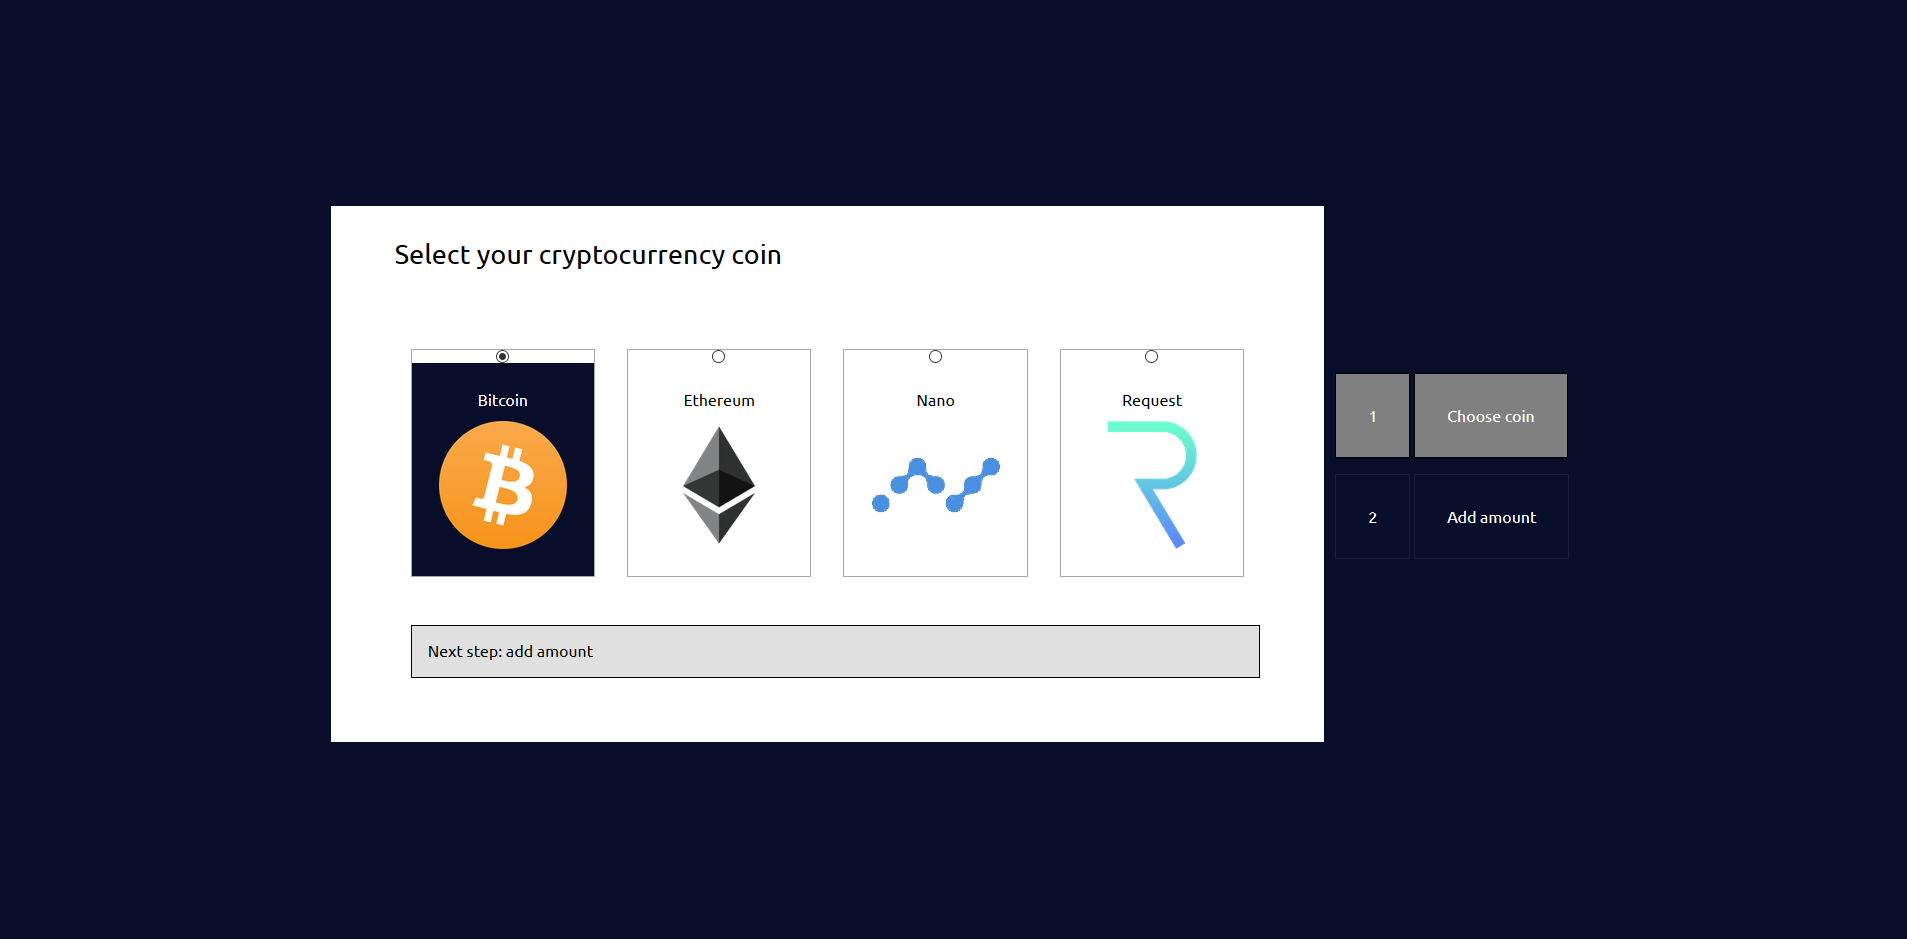 Select your cryptocurrency coin
Bitcoin
Ethereum
Nano
Request
1
Choose coin
2
Add amount
Next step: add amount